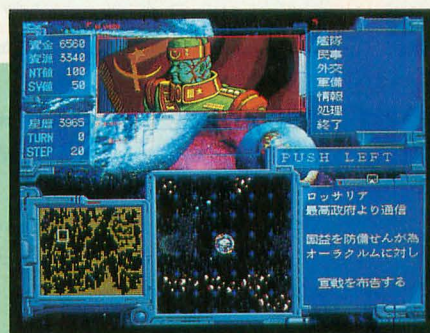 資金 6560
資源 3340
NT値 100
SV値 50
星歴 3965
TURN 0
STEP 20
艦隊
民事
外交
軍備
情報
処理
終了
PUSH LEFT
ロッサリア
最高政府より通信
国益を防備せんが為
オーラクルムに対し
宣戦を布告する